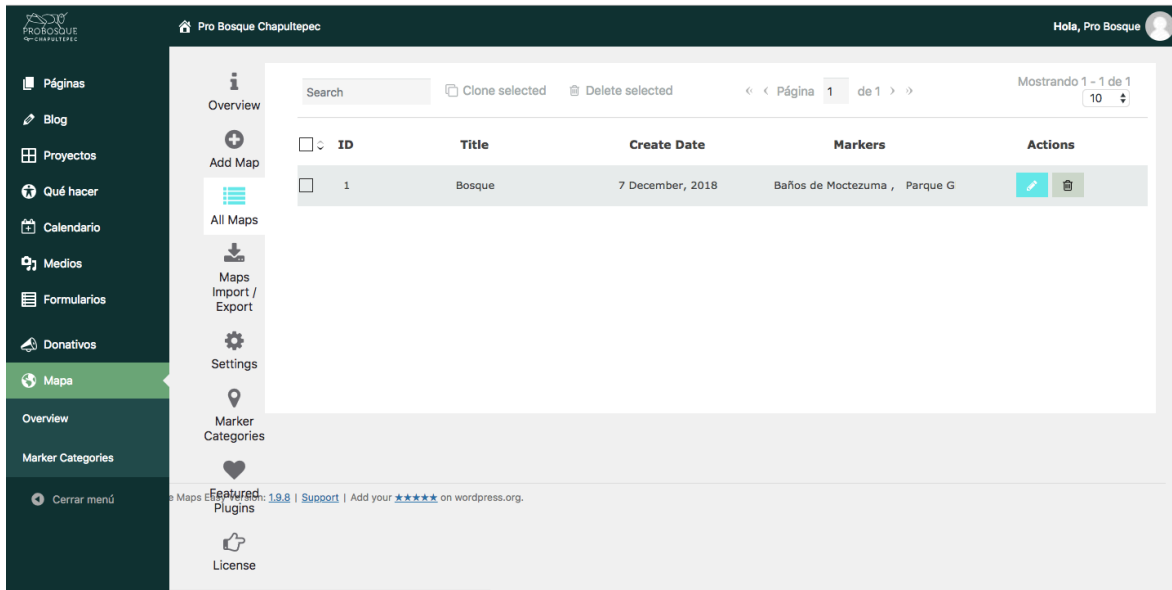 PROBOSQUE
CHAPULTEPEC
Pro Bosque Chapultepec
Hola, Pro Bosque
Páginas
Blog
Proyectos
Qué hacer
Calendario
Medios
Formularios
Donativos
Mapa
Overview
Marker Categories
Cerrar menú
Overview
Add Map
All Maps
Maps
Import /
Export
Settings
Marker
Categories
Featured
Plugins
License
Search
Clone selected
Delete selected
« ‹ Página 1 de 1 › »
Mostrando 1 - 1 de 1
10
ID Title Create Date Markers Actions
1 Bosque 7 December, 2018 Baños de Moctezuma , Parque G
e Maps Easy Version: 1.9.8 | Support | Add your ★★★★★ on wordpress.org.